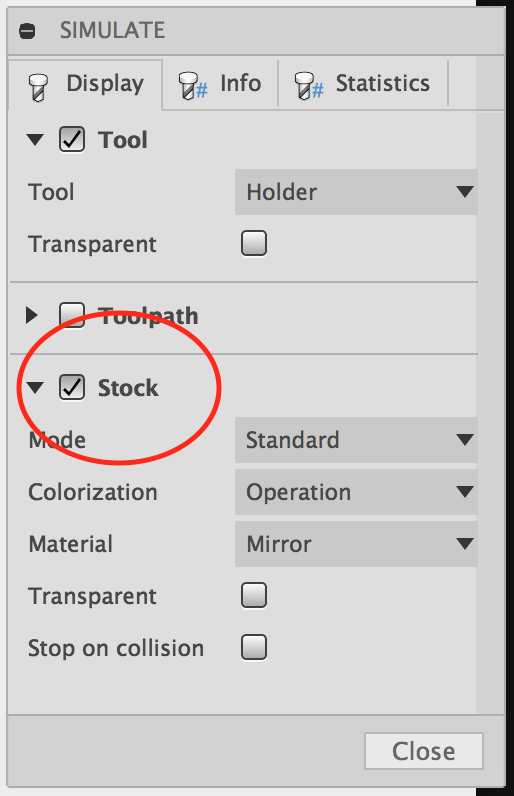 SIMULATE
Display # Info # Statistics
Tool
Tool Holder
Transparent
Toolpath
Stock
Mode Standard
Colorization Operation
Material Mirror
Transparent
Stop on collision
Close